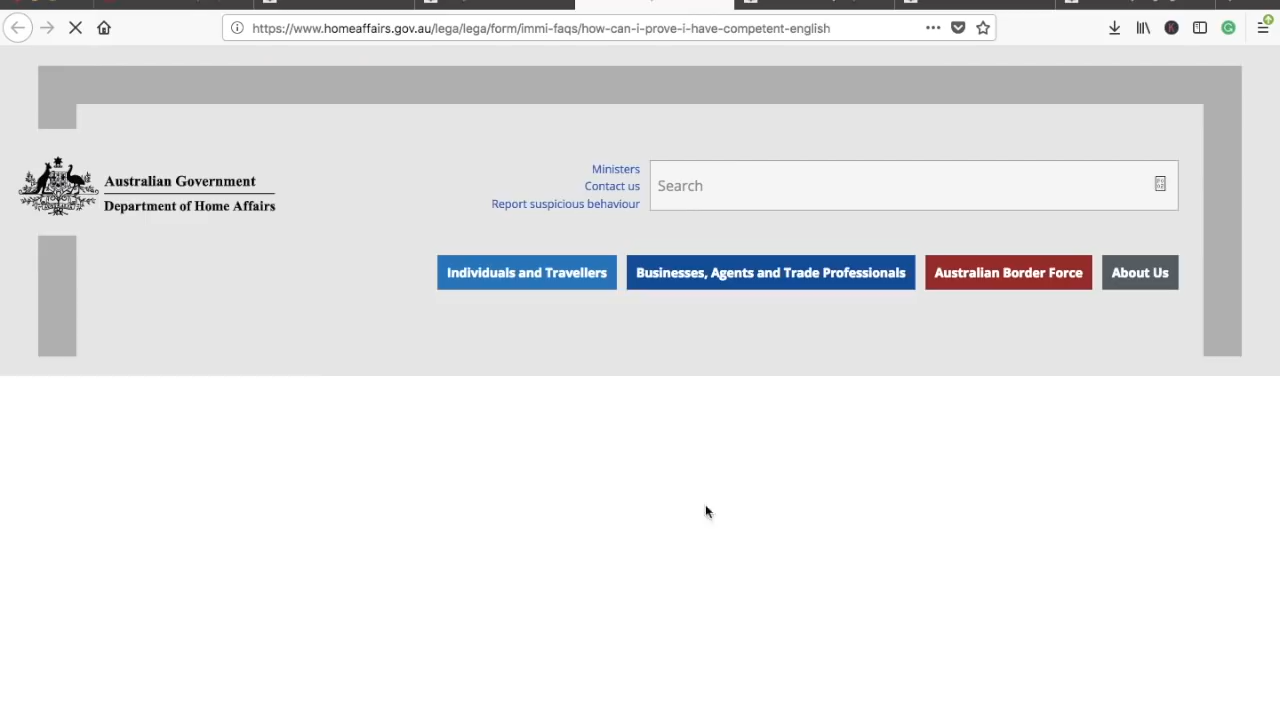 https://www.homeaffairs.gov.au/lega/lega/form/immi-faqs/how-can-i-prove-i-have-competent-english
Ministers
Contact us
Report suspicious behaviour
Search
Australian Government
Department of Home Affairs
Individuals and Travellers
Businesses, Agents and Trade Professionals
Australian Border Force
About Us